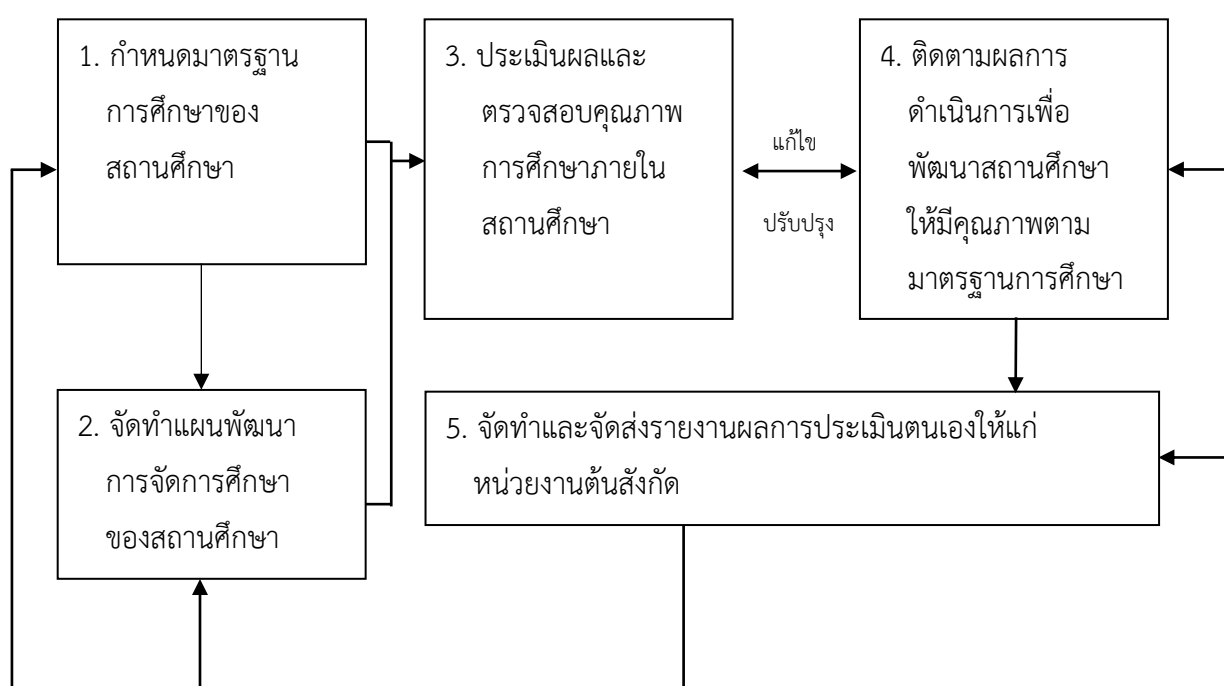 1. กำหนดมาตรฐาน
การศึกษาของ
สถานศึกษา
2. จัดทำแผนพัฒนา
การจัดการศึกษา
ของสถานศึกษา
3. ประเมินผลและ
ตรวจสอบคุณภาพ
การศึกษาภายใน
สถานศึกษา
แก้ไข
ปรับปรุง
4. ติดตามผลการ
ดำเนินการเพื่อ
พัฒนาสถานศึกษา
ให้มีคุณภาพตาม
มาตรฐานการศึกษา
5. จัดทำและจัดส่งรายงานผลการประเมินตนเองให้แก่
หน่วยงานต้นสังกัด